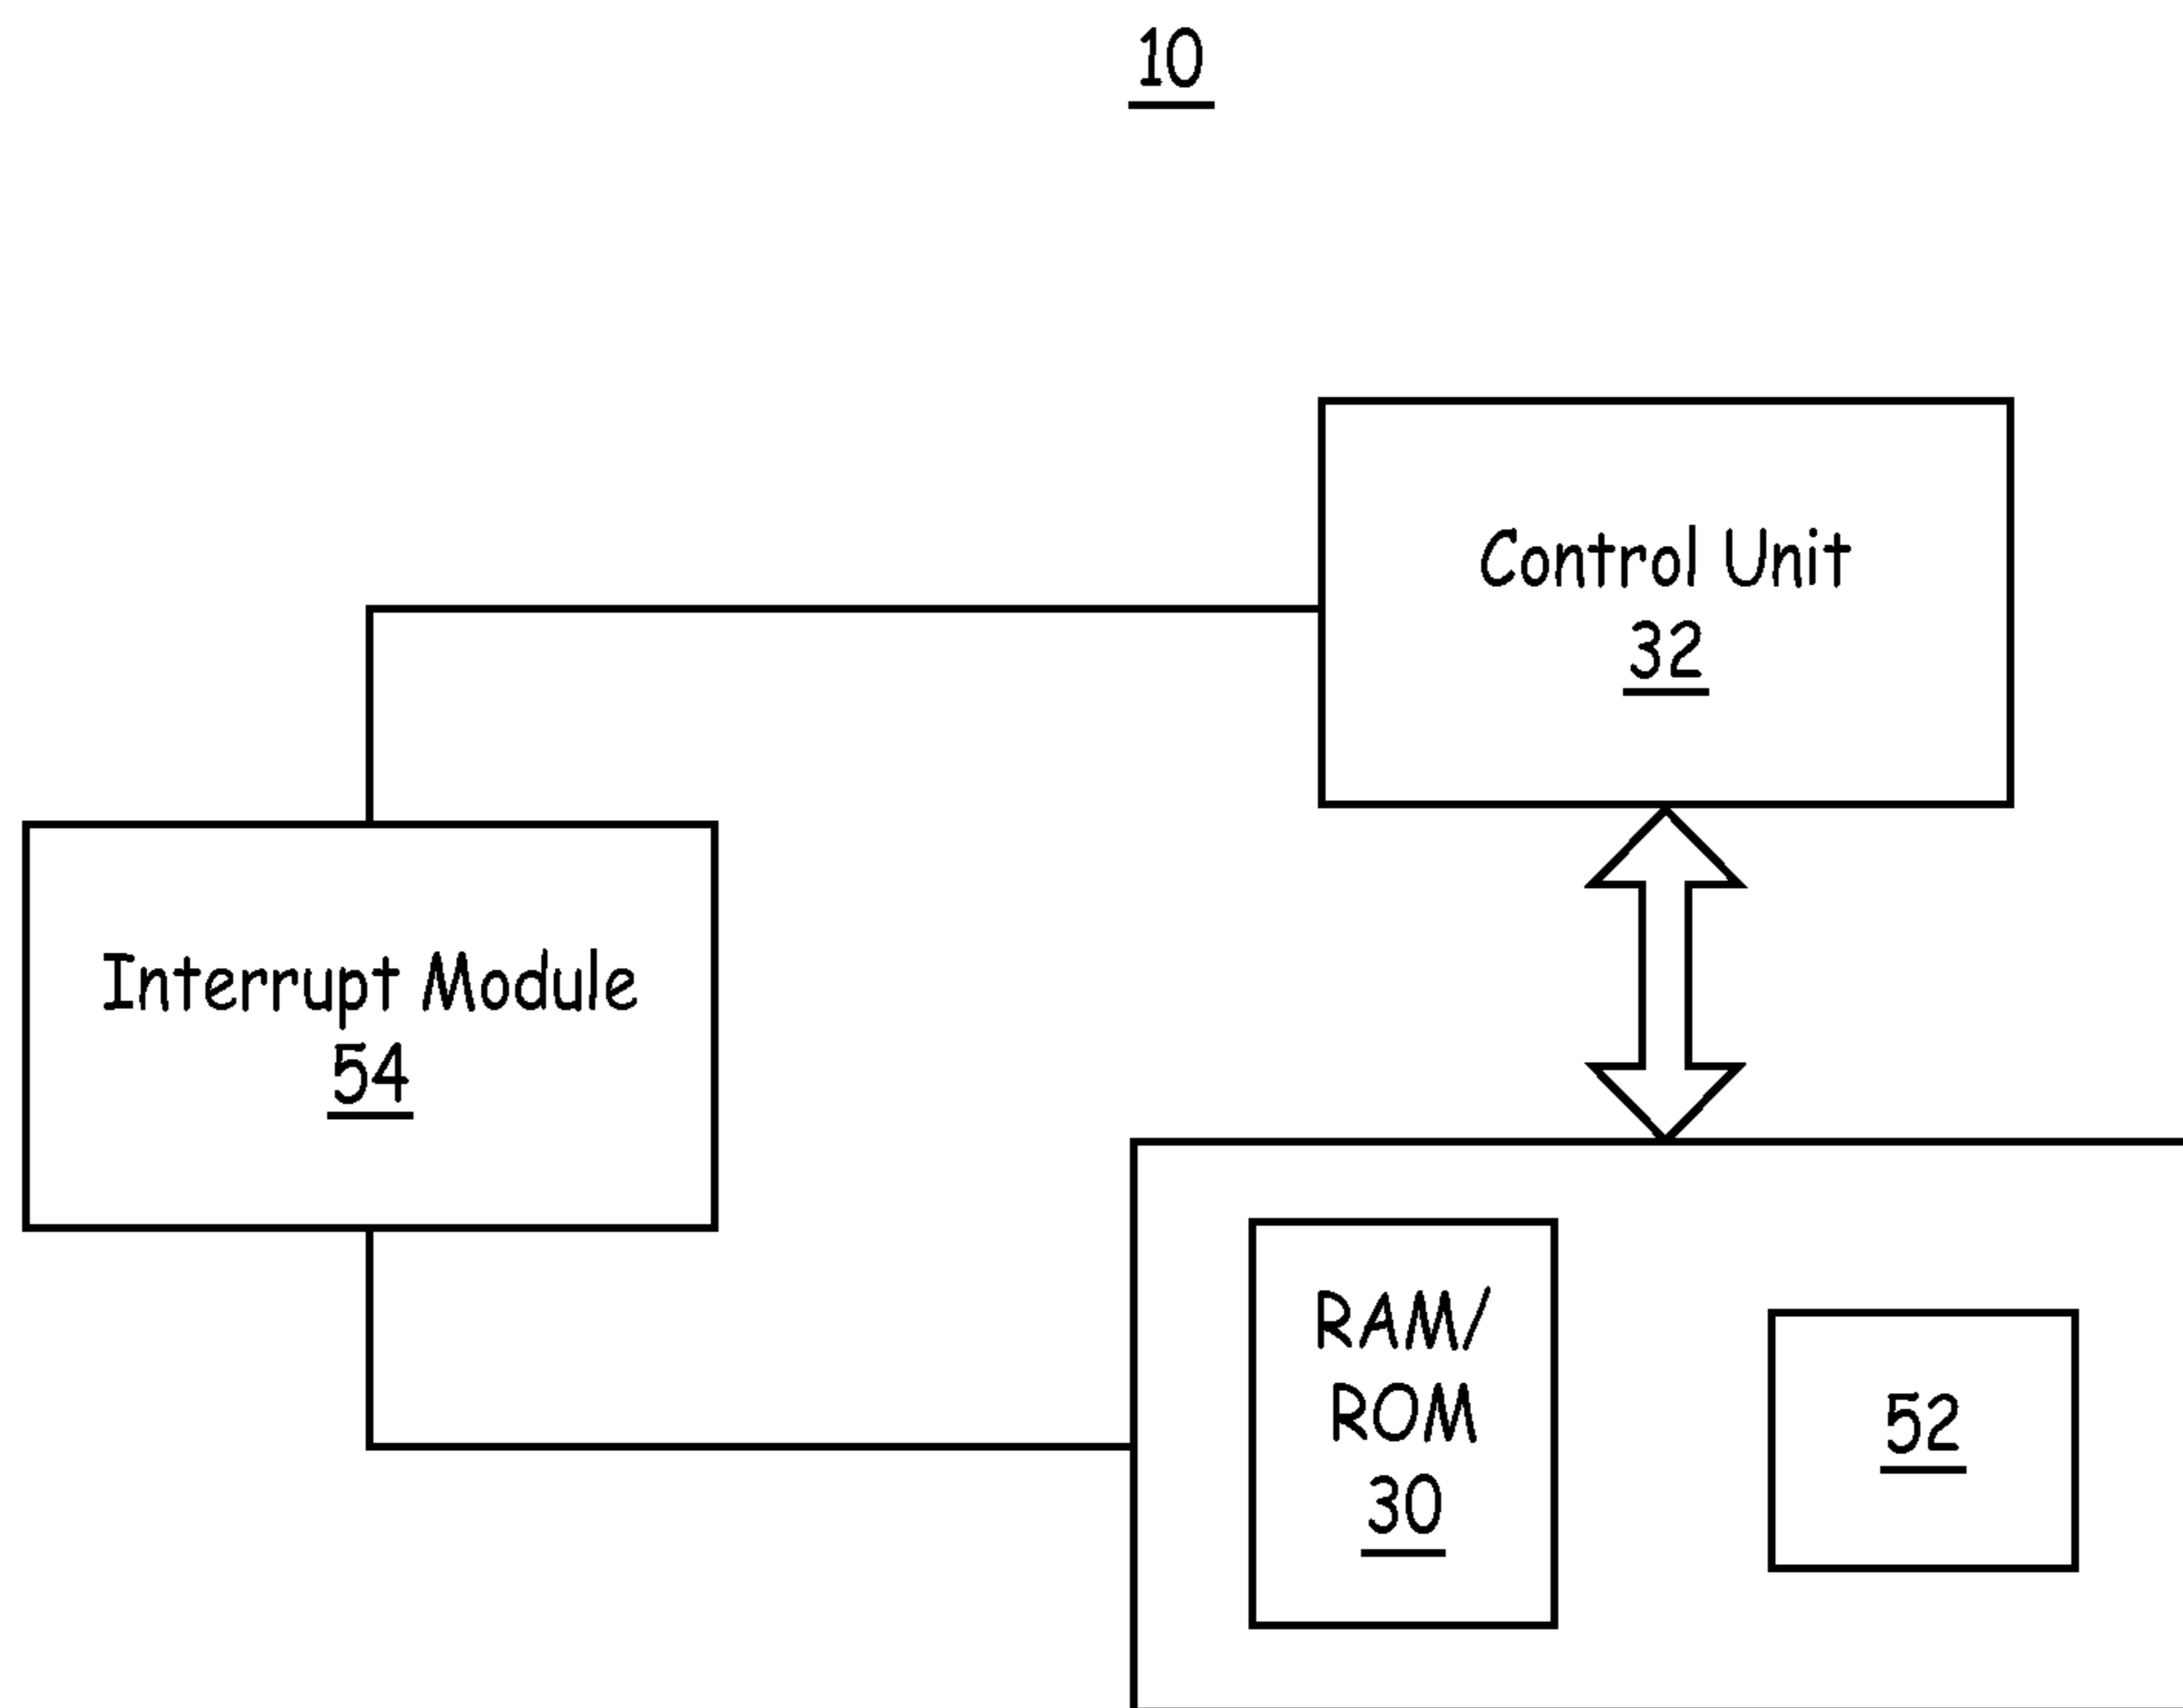 10
Control Unit
32
Interrupt Module
54
RAM/
ROM
30
52